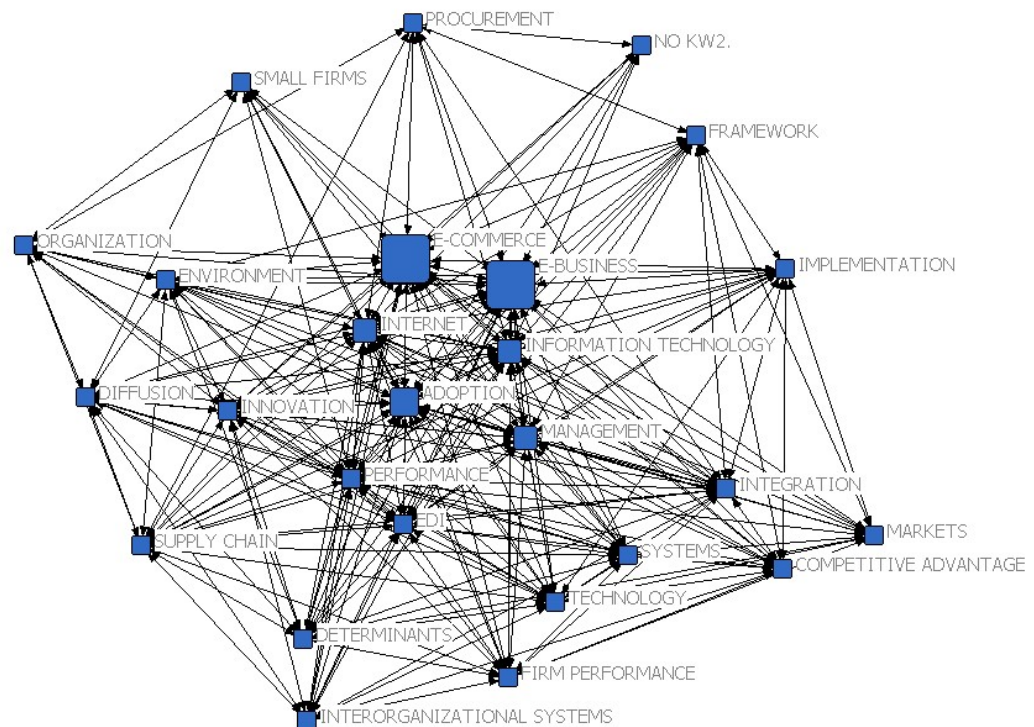 PROCUREMENT
NO KW2.
SMALL FIRMS
FRAMEWORK
ORGANIZATION
E-COMMERCE
E-BUSINESS
IMPLEMENTATION
ENVIRONMENT
INTERNET
INFORMATION TECHNOLOGY
DIFFUSION
ADOPTION
INNOVATION
MANAGEMENT
PERFORMANCE
INTEGRATION
EDI
MARKETS
SUPPLY CHAIN
SYSTEMS
COMPETITIVE ADVANTAGE
TECHNOLOGY
DETERMINANTS
FIRM PERFORMANCE
INTERORGANIZATIONAL SYSTEMS